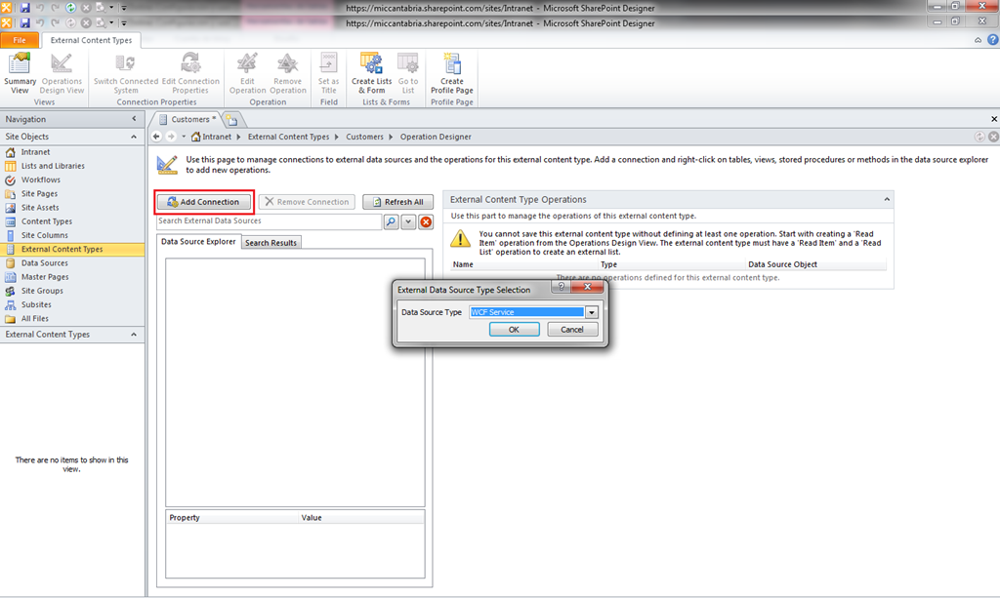 https://miccantabria.sharepoint.com/sites/Intranet - Microsoft SharePoint Designer
https://miccantabria.sharepoint.com/sites/Intranet - Microsoft SharePoint Designer
File External Content Types
Summary View Operations Design View Switch Connected System Edit Connection Properties Edit Operation Remove Operation Set as Title Create Lists & Form Go to List Create Profile Page
Views Connection Properties Operation Field Lists & Forms Profile Page
Navigation
Customers *
Site Objects
Intranet External Content Types Customers Operation Designer
Intranet
Lists and Libraries
Workflows
Site Pages
Site Assets
Content Types
Site Columns
External Content Types
Data Sources
Master Pages
Site Groups
Subsites
All Files
External Content Types
There are no items to show in this
view.
Use this page to manage connections to external data sources and the operations for this external content type. Add a connection and right-click on tables, views, stored procedures or methods in the data source explorer
to add new operations.
Add Connection Remove Connection Refresh All
Search External Data Sources
Data Source Explorer Search Results
Property Value
External Content Type Operations
Use this part to manage the operations of this external content type.
You cannot save this external content type without defining at least one operation. Start with creating a 'Read
Item' operation from the Operations Design View. The external content type must have a 'Read Item' and a 'Read
List' operation to create an external list.
Name Type Data Source Object
There are no operations defined for this external content type.
External Data Source Type Selection
Data Source Type WCF Service
OK Cancel